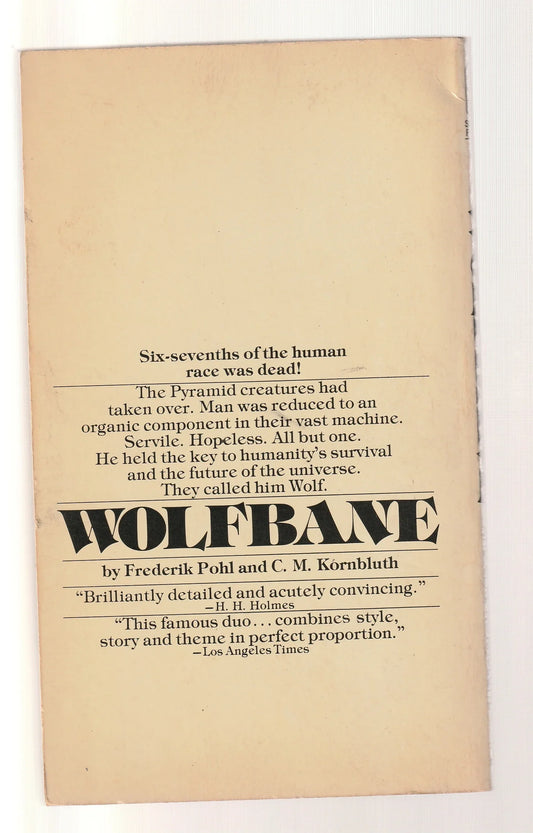 Six-sevenths of the human
race was dead!
The Pyramid creatures had
taken over. Man was reduced to an
organic component in their vast machine.
Servile. Hopeless. All but one.
He held the key to humanity's survival
and the future of the universe.
They called him Wolf.
WOLFBANE
by Frederik Pohl and C. M. Kornbluth
“Brilliantly detailed and acutely convincing.”
—H. H. Holmes
“This famous duo... combines style,
story and theme in perfect proportion.”
—Los Angeles Times